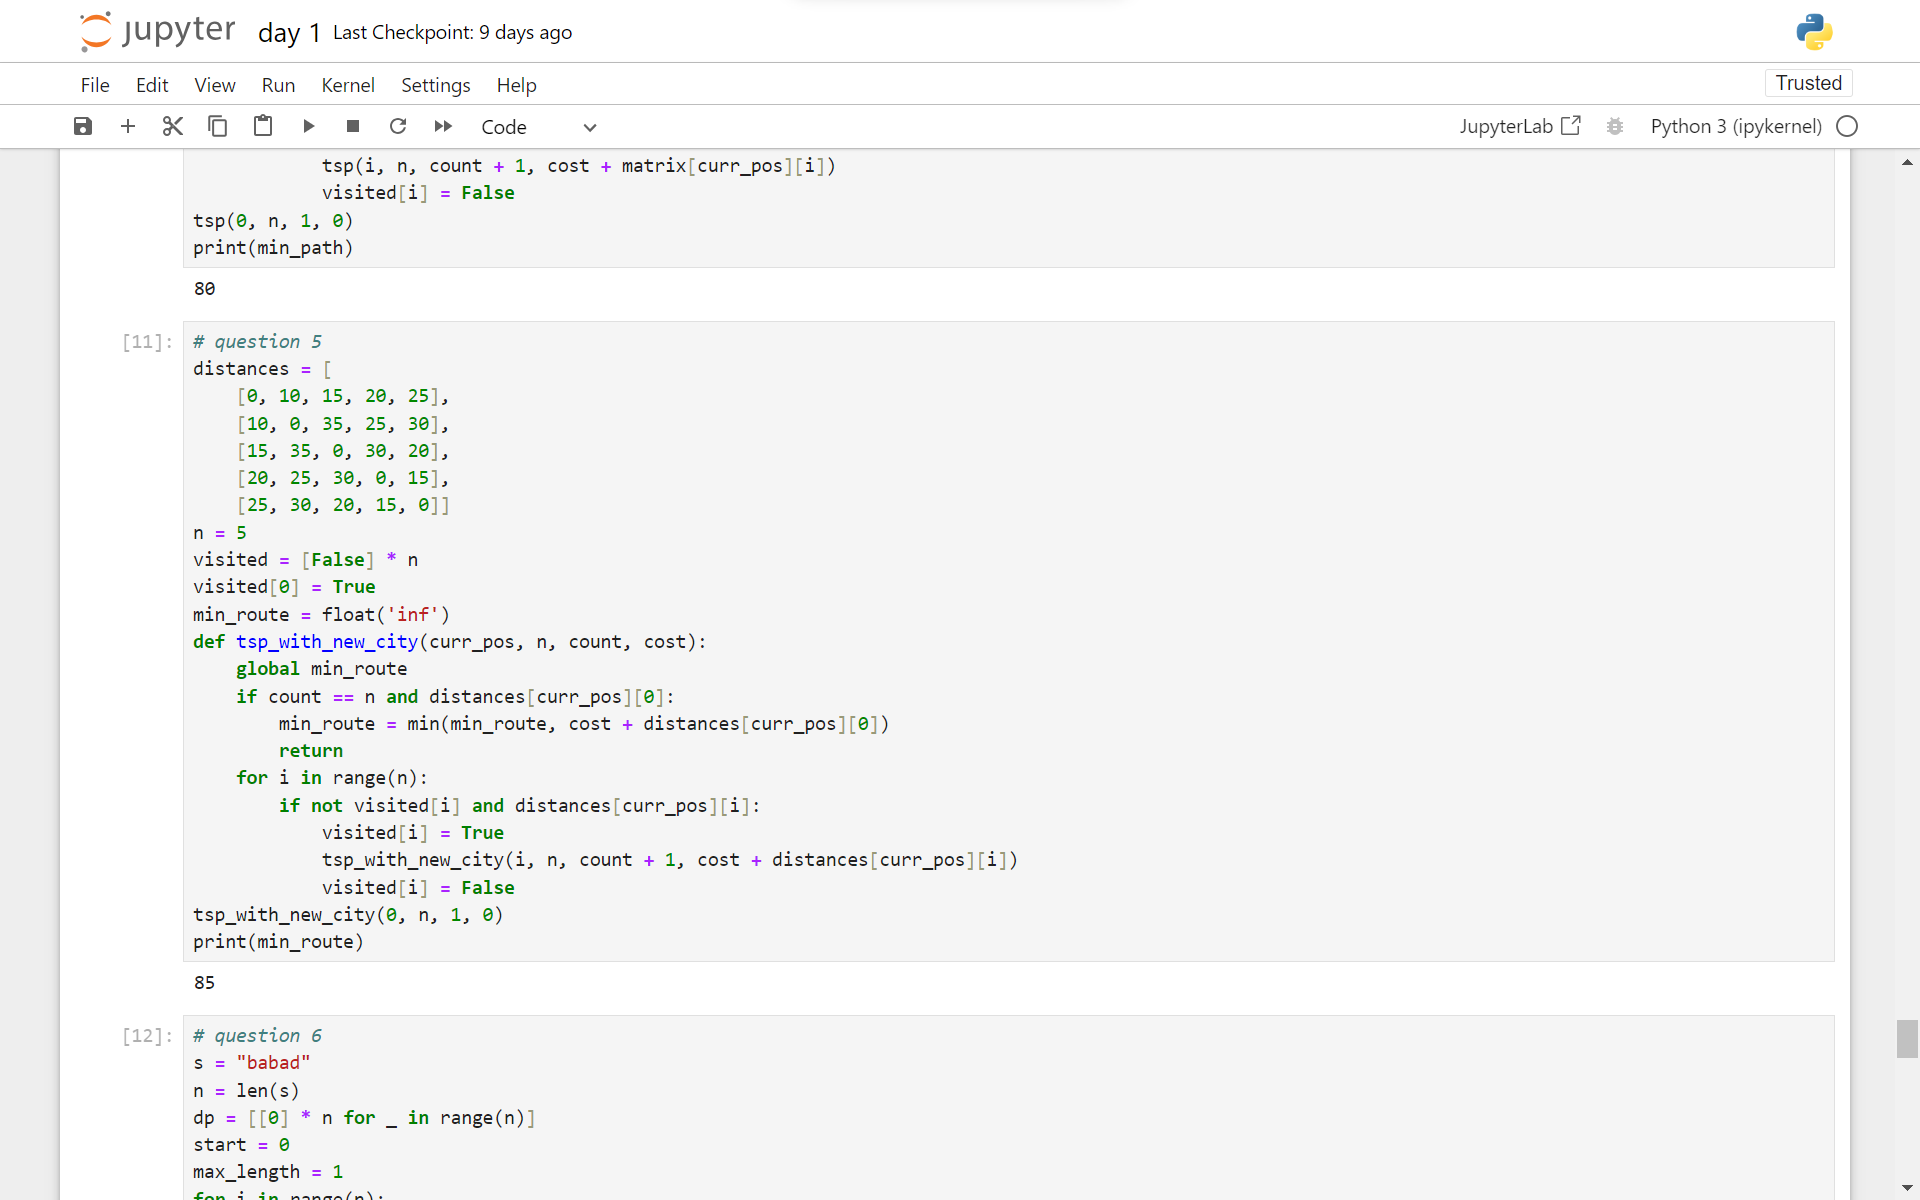 jupyter day 1 Last Checkpoint: 9 days ago
File Edit View Run Kernel Settings Help Trusted
Code JupyterLab Python 3 (ipykernel)
            tsp(i, n, count + 1, cost + matrix[curr_pos][i])
            visited[i] = False
tsp(0, n, 1, 0)
print(min_path)
80
[11]: # question 5
distances = [
    [0, 10, 15, 20, 25],
    [10, 0, 35, 25, 30],
    [15, 35, 0, 30, 20],
    [20, 25, 30, 0, 15],
    [25, 30, 20, 15, 0]]
n = 5
visited = [False] * n
visited[0] = True
min_route = float('inf')
def tsp_with_new_city(curr_pos, n, count, cost):
    global min_route
    if count == n and distances[curr_pos][0]:
        min_route = min(min_route, cost + distances[curr_pos][0])
        return
    for i in range(n):
        if not visited[i] and distances[curr_pos][i]:
            visited[i] = True
            tsp_with_new_city(i, n, count + 1, cost + distances[curr_pos][i])
            visited[i] = False
tsp_with_new_city(0, n, 1, 0)
print(min_route)
85
[12]: # question 6
s = "babad"
n = len(s)
dp = [[0] * n for _ in range(n)]
start = 0
max_length = 1
for i in range(n):